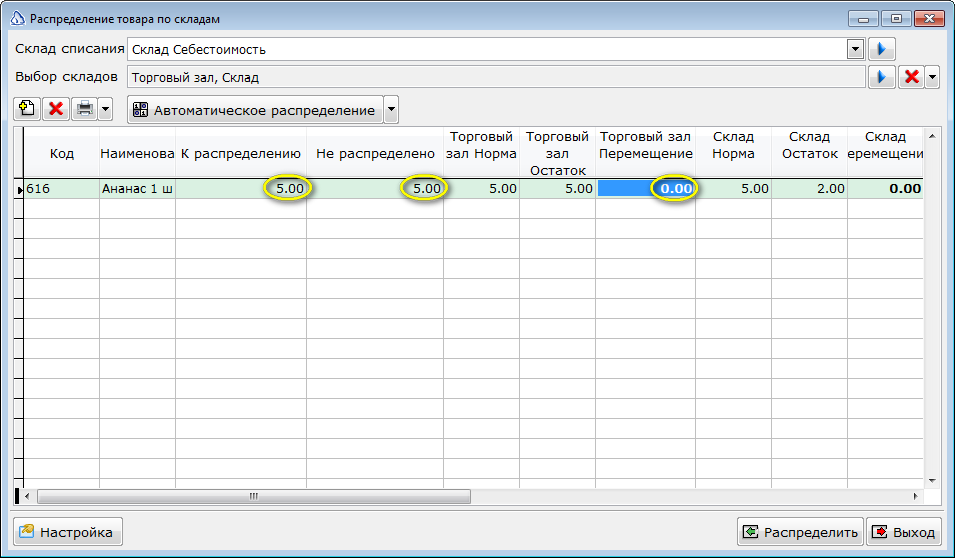 Распределение товара по складам
Склад списания Склад Себестоимость
Выбор складов Торговый зал, Склад
Автоматическое распределение
Код Наименова К распределению Не распределено Торговый зал Норма Торговый зал Остаток Торговый зал Перемещение Склад Норма Склад Остаток Склад еремещени
616 Ананас 1 ш 5.00 5.00 5.00 5.00 0.00 5.00 2.00 0.00
Настройка Распределить Выход